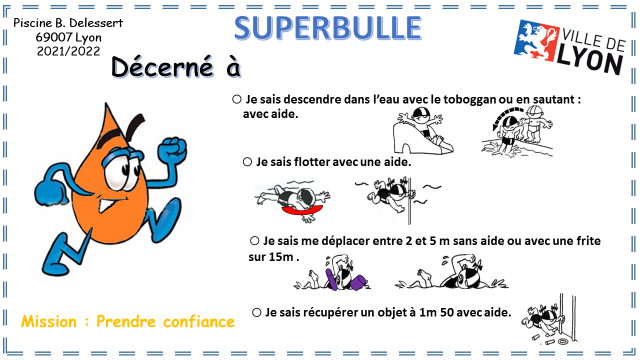 Piscine B. Delessert
69007 Lyon
2021/2022
SUPERBULLE
VILLE DE
LYON
Décerné à
Je sais descendre dans l'eau avec le toboggan ou en sautant :
avec aide.
Je sais flotter avec une aide.
Je sais me déplacer entre 2 et 5 m sans aide ou avec une frite
sur 15m .
Je sais récupérer un objet à 1m 50 avec aide.
Mission : Prendre confiance